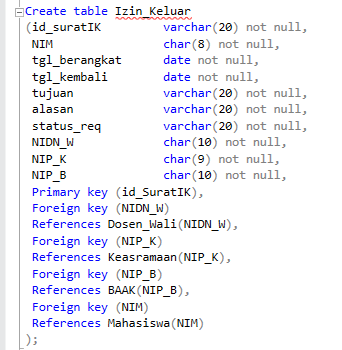 Create table Izin_Keluar
(id_suratIK varchar(20) not null,
NIM char(8) not null,
tgl_berangkat date not null,
tgl_kembali date not null,
tujuan varchar(20) not null,
alasan varchar(20) not null,
status_req varchar(20) not null,
NIDN_W char(10) not null,
NIP_K char(9) not null,
NIP_B char(10) not null,
Primary key (id_SuratIK),
Foreign key (NIDN_W)
References Dosen_Wali(NIDN_W),
Foreign key (NIP_K)
References Keasramaan(NIP_K),
Foreign key (NIP_B)
References BAAK(NIP_B),
Foreign key (NIM)
References Mahasiswa(NIM)
);